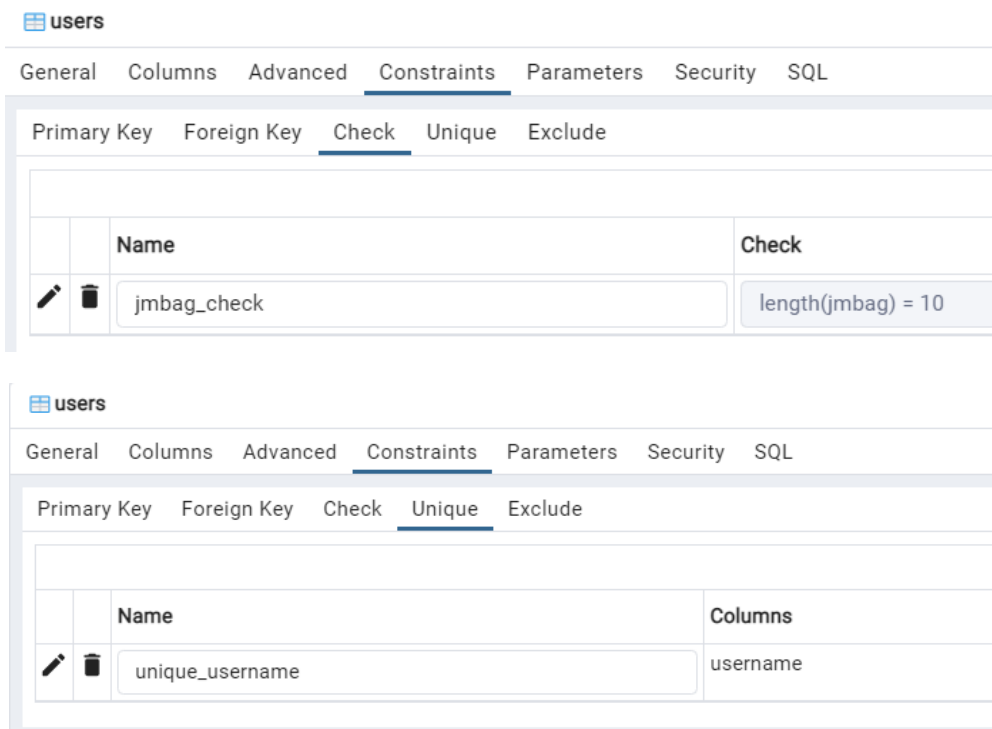 users
General Columns Advanced Constraints Parameters Security SQL
Primary Key Foreign Key Check Unique Exclude
Name Check
jmbag_check length(jmbag) = 10
users
General Columns Advanced Constraints Parameters Security SQL
Primary Key Foreign Key Check Unique Exclude
Name Columns
unique_username username